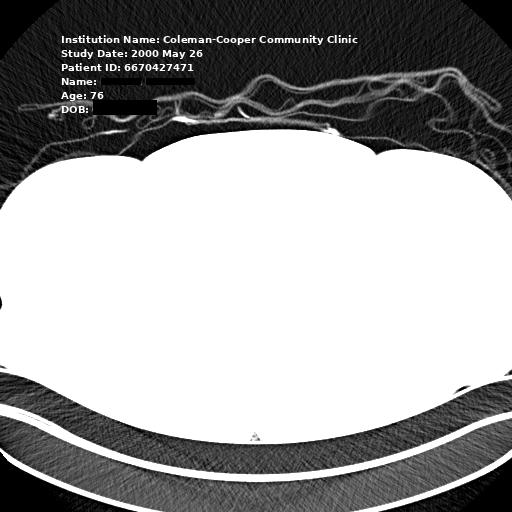 Institution Name: Coleman-Cooper Community Clinic
Study Date: 2000 May 26
Patient ID: 6670427471
Name:
Age: 76
DOB: